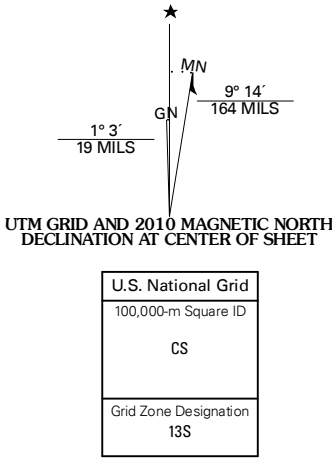 MN
9° 14´
164 MILS
GN
1° 3´
19 MILS
UTM GRID AND 2010 MAGNETIC NORTH
DECLINATION AT CENTER OF SHEET
U.S. National Grid
100,000-m Square ID
CS
Grid Zone Designation
13S